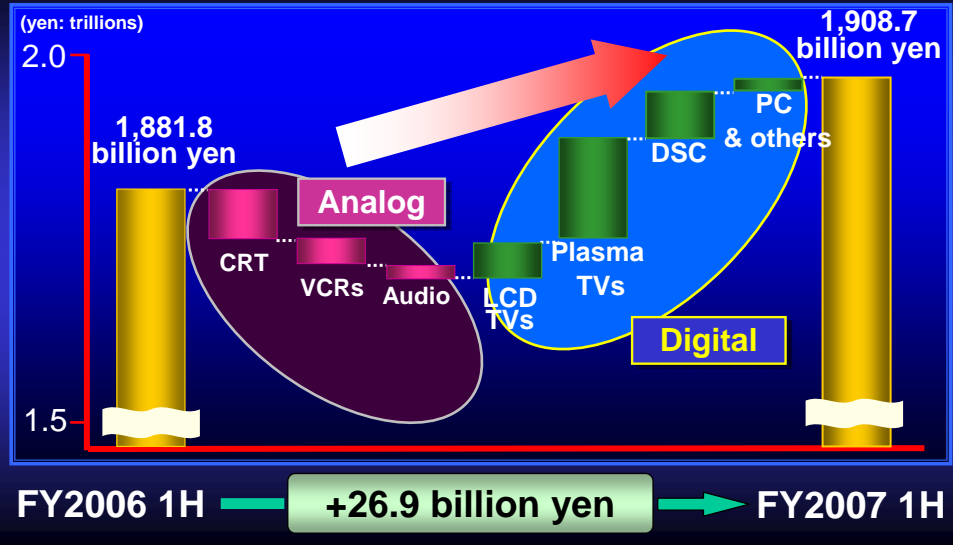 (yen: trillions)
2.0
1,881.8
billion yen
1,908.7
billion yen
Analog
CRT
VCRs
Audio
LCD
TVs
Plasma
TVs
DSC
PC
& others
Digital
1.5
FY2006 1H
+26.9 billion yen
FY2007 1H